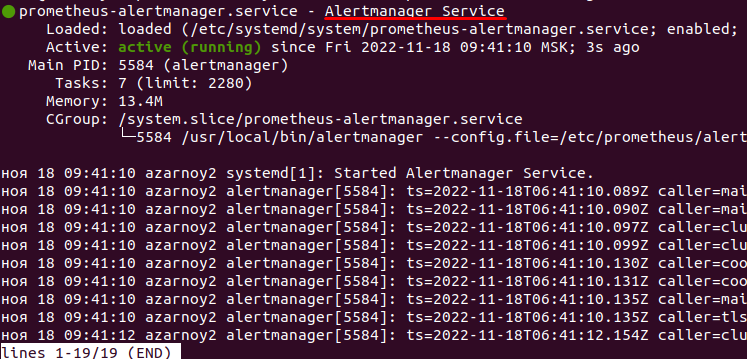 prometheus-alertmanager.service - Alertmanager Service
Loaded: loaded (/etc/systemd/system/prometheus-alertmanager.service; enabled;
Active: active (running) since Fri 2022-11-18 09:41:10 MSK; 3s ago
Main PID: 5584 (alertmanager)
Tasks: 7 (limit: 2280)
Memory: 13.4M
CGroup: /system.slice/prometheus-alertmanager.service
└─5584 /usr/local/bin/alertmanager --config.file=/etc/prometheus/alert
ноя 18 09:41:10 azarnoy2 systemd[1]: Started Alertmanager Service.
ноя 18 09:41:10 azarnoy2 alertmanager[5584]: ts=2022-11-18T06:41:10.089Z caller=mai
ноя 18 09:41:10 azarnoy2 alertmanager[5584]: ts=2022-11-18T06:41:10.090Z caller=mai
ноя 18 09:41:10 azarnoy2 alertmanager[5584]: ts=2022-11-18T06:41:10.097Z caller=clu
ноя 18 09:41:10 azarnoy2 alertmanager[5584]: ts=2022-11-18T06:41:10.099Z caller=clu
ноя 18 09:41:10 azarnoy2 alertmanager[5584]: ts=2022-11-18T06:41:10.130Z caller=coo
ноя 18 09:41:10 azarnoy2 alertmanager[5584]: ts=2022-11-18T06:41:10.131Z caller=coo
ноя 18 09:41:10 azarnoy2 alertmanager[5584]: ts=2022-11-18T06:41:10.135Z caller=mai
ноя 18 09:41:10 azarnoy2 alertmanager[5584]: ts=2022-11-18T06:41:10.135Z caller=tls
ноя 18 09:41:12 azarnoy2 alertmanager[5584]: ts=2022-11-18T06:41:12.154Z caller=clu
lines 1-19/19 (END)